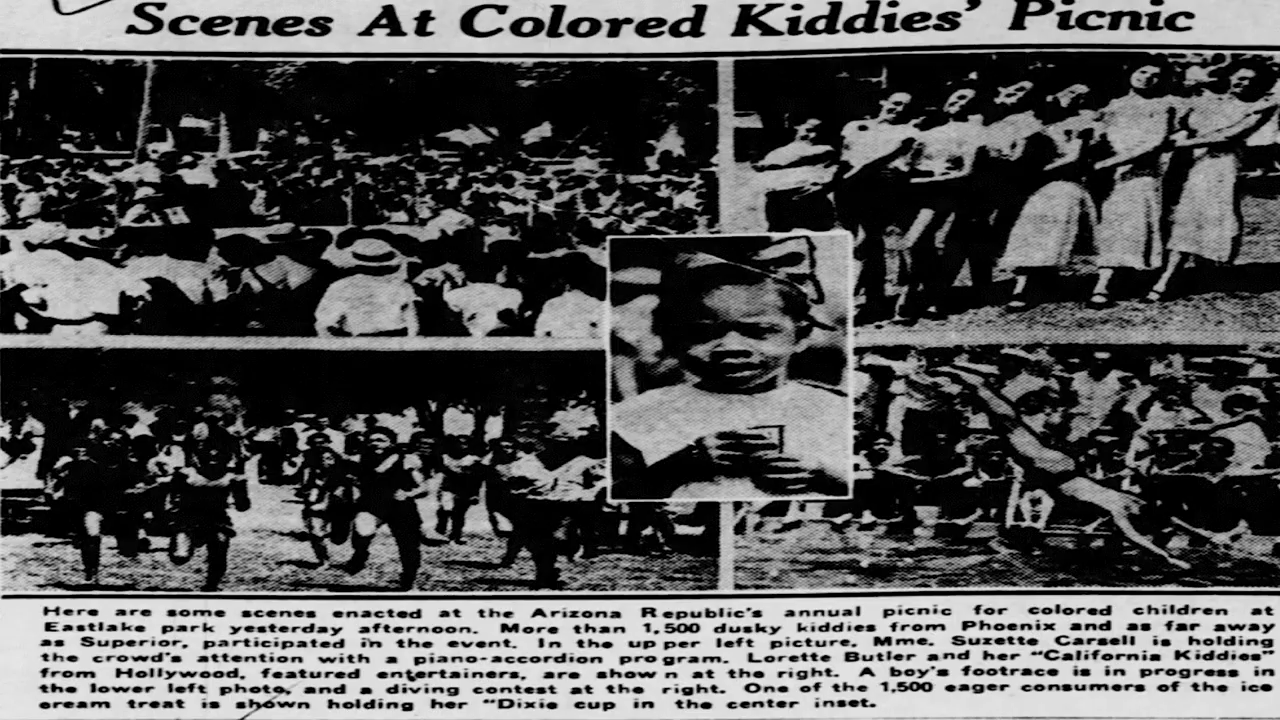 Scenes At Colored Kiddies' Picnic
Here are some scenes enacted at the Arizona Republic's annual picnic for colored children at
Eastlake park yesterday afternoon. More than 1,500 dusky kiddies from Phoenix and as far away
as Superior, participated in the event. In the upper left picture, Mme. Suzette Carsell is holding
the crowd's attention with a piano-accordion program. Lorette Butler and her "California Kiddies"
from Hollywood, featured entertainers, are shown at the right. A boy's footrace is in progress in
the lower left photo, and a diving contest at the right. One of the 1,500 eager consumers of the ice
cream treat is shown holding her "Dixie cup in the center inset.